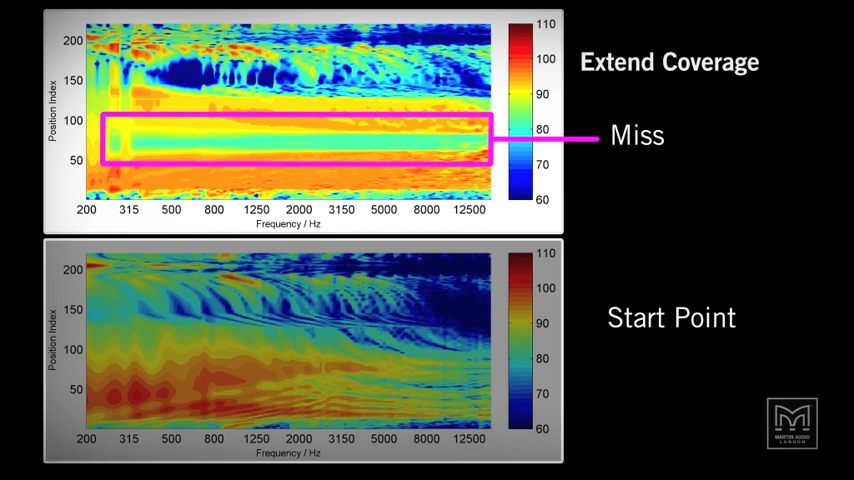 Extend Coverage
Miss
Position Index
200
150
100
50
200 315 500 800 1250 2000 3150 5000 8000 12500
Frequency / Hz
110
100
90
80
70
60
Start Point
Position Index
200
150
100
50
200 315 500 800 1250 2000 3150 5000 8000 12500
Frequency / Hz
110
100
90
80
70
60
MARTIN AUDIO
LONDON